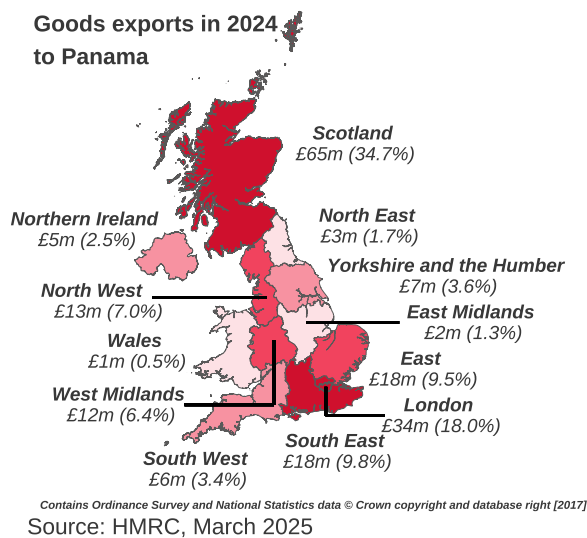 Goods exports in 2024
to Panama
Scotland
£65m (34.7%)
Northern Ireland
£5m (2.5%)
North East
£3m (1.7%)
Yorkshire and the Humber
£7m (3.6%)
North West
£13m (7.0%)
East Midlands
£2m (1.3%)
Wales
£1m (0.5%)
East
£18m (9.5%)
West Midlands
£12m (6.4%)
London
£34m (18.0%)
South East
£18m (9.8%)
South West
£6m (3.4%)
Contains Ordinance Survey and National Statistics data © Crown copyright and database right [2017]
Source: HMRC, March 2025